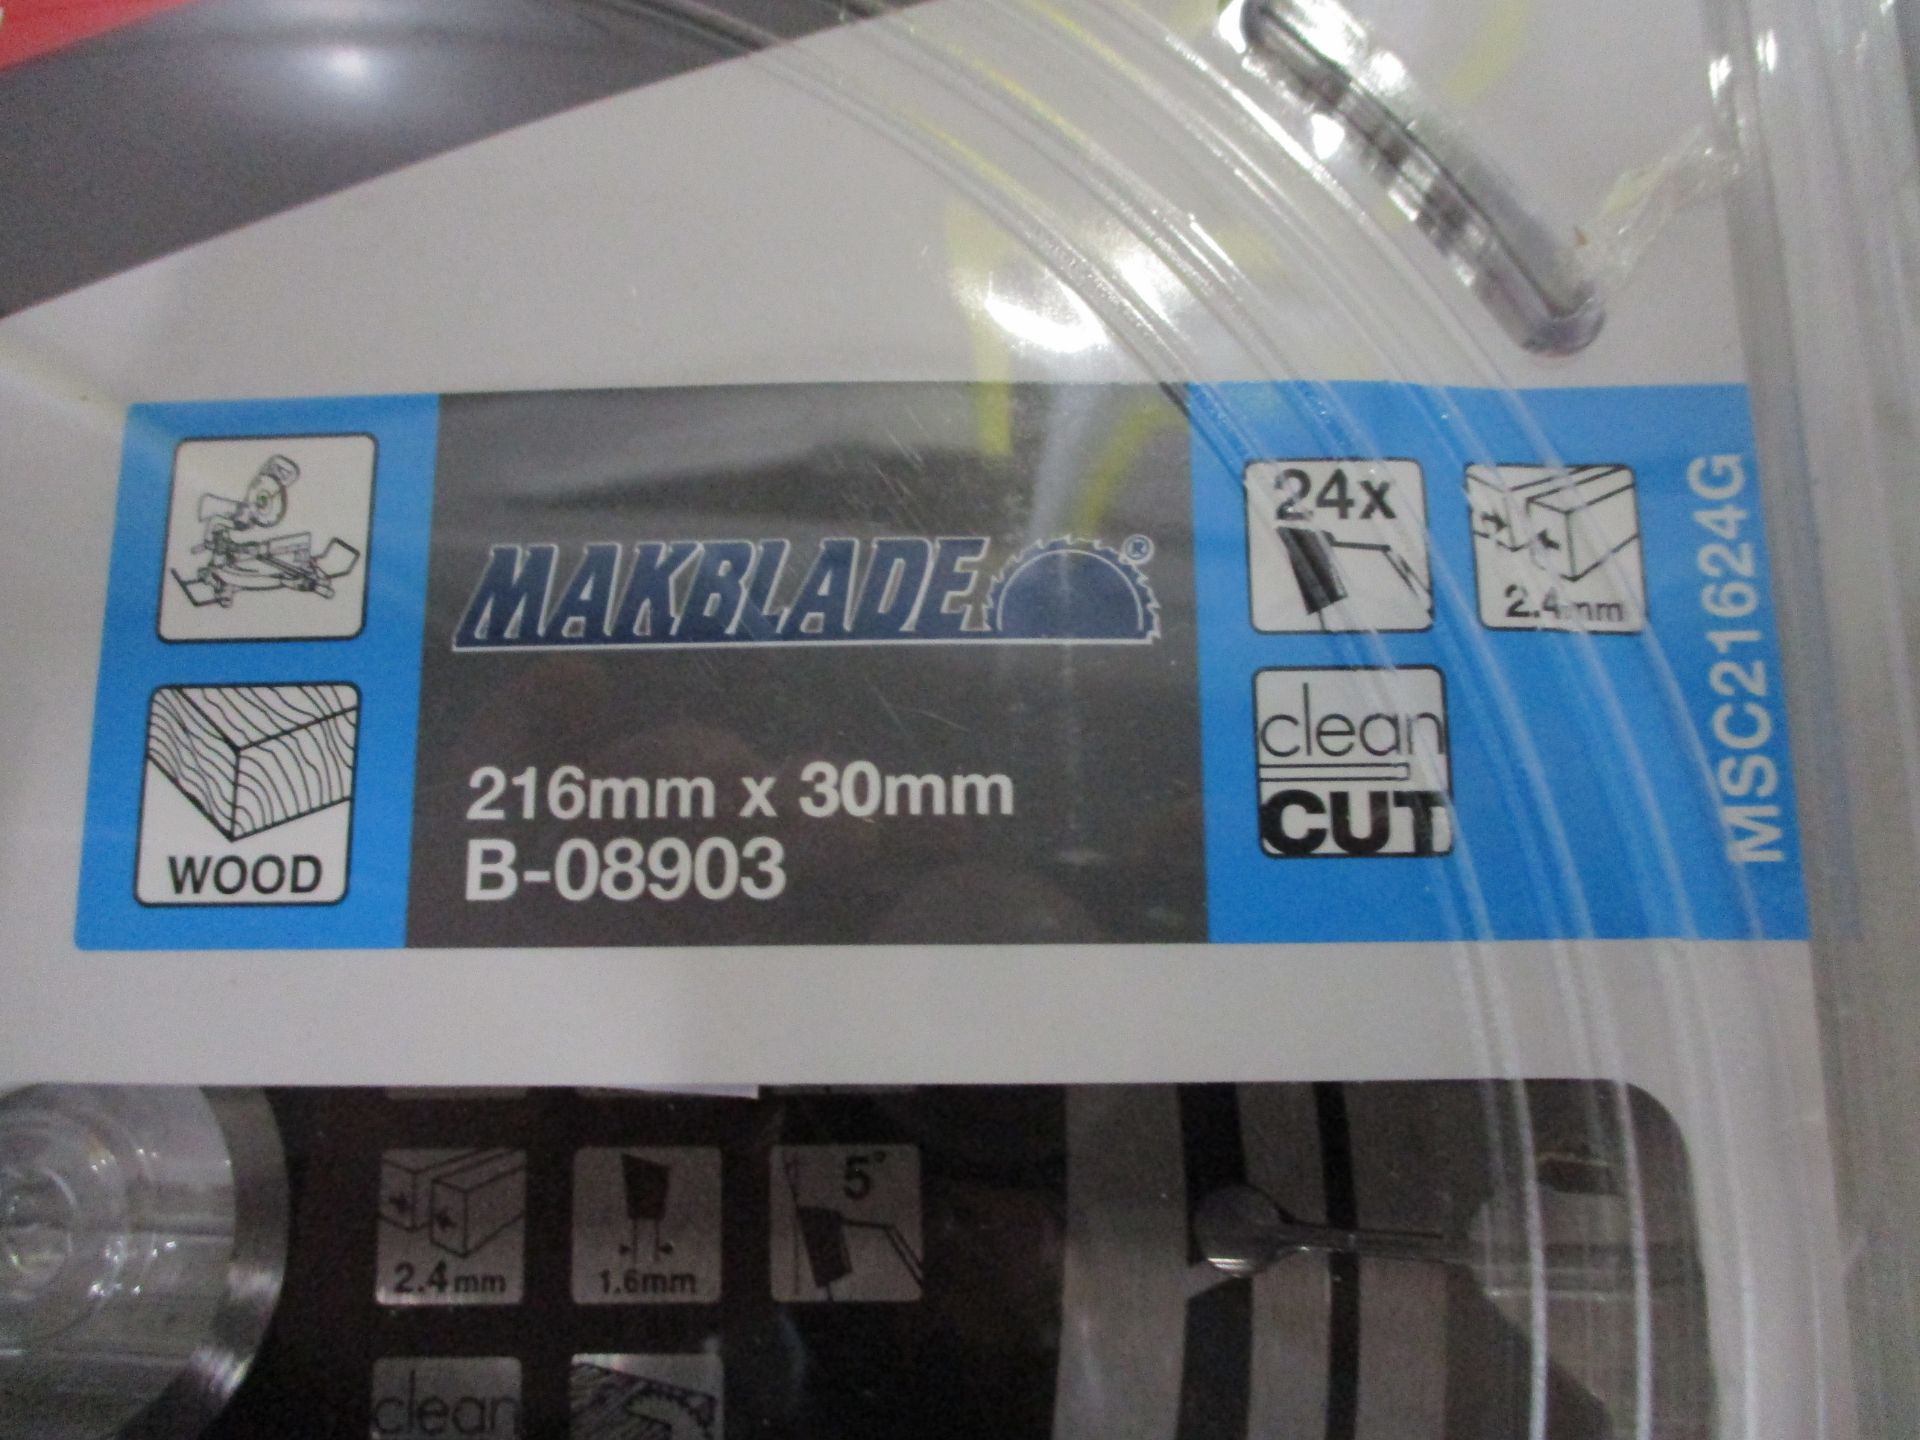 MAKBLADE®
216mm x 30mm
B-08903
WOOD
24x
2.4mm
clean
CUT
MSC21624G
2.4mm
1.6mm
5°
clean